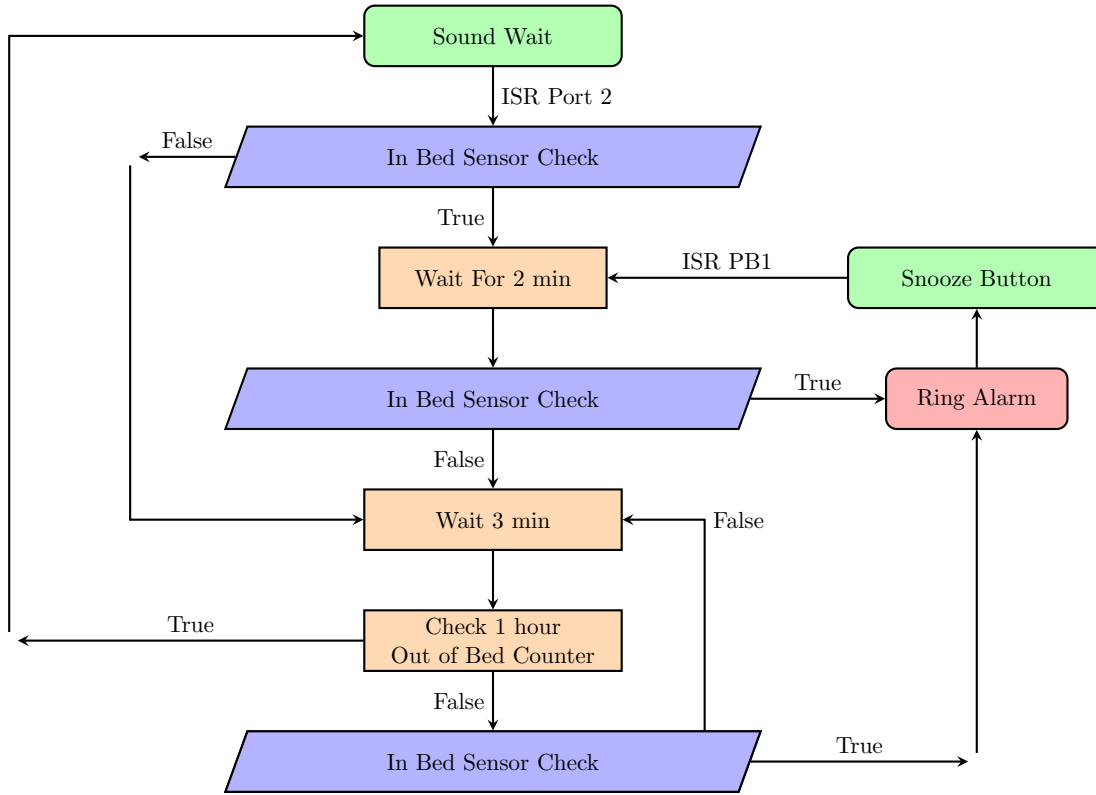 Sound Wait
ISR Port 2
False
In Bed Sensor Check
True
Wait For 2 min
ISR PB1
Snooze Button
In Bed Sensor Check
True
Ring Alarm
False
Wait 3 min
False
True
Check 1 hour
Out of Bed Counter
False
In Bed Sensor Check
True